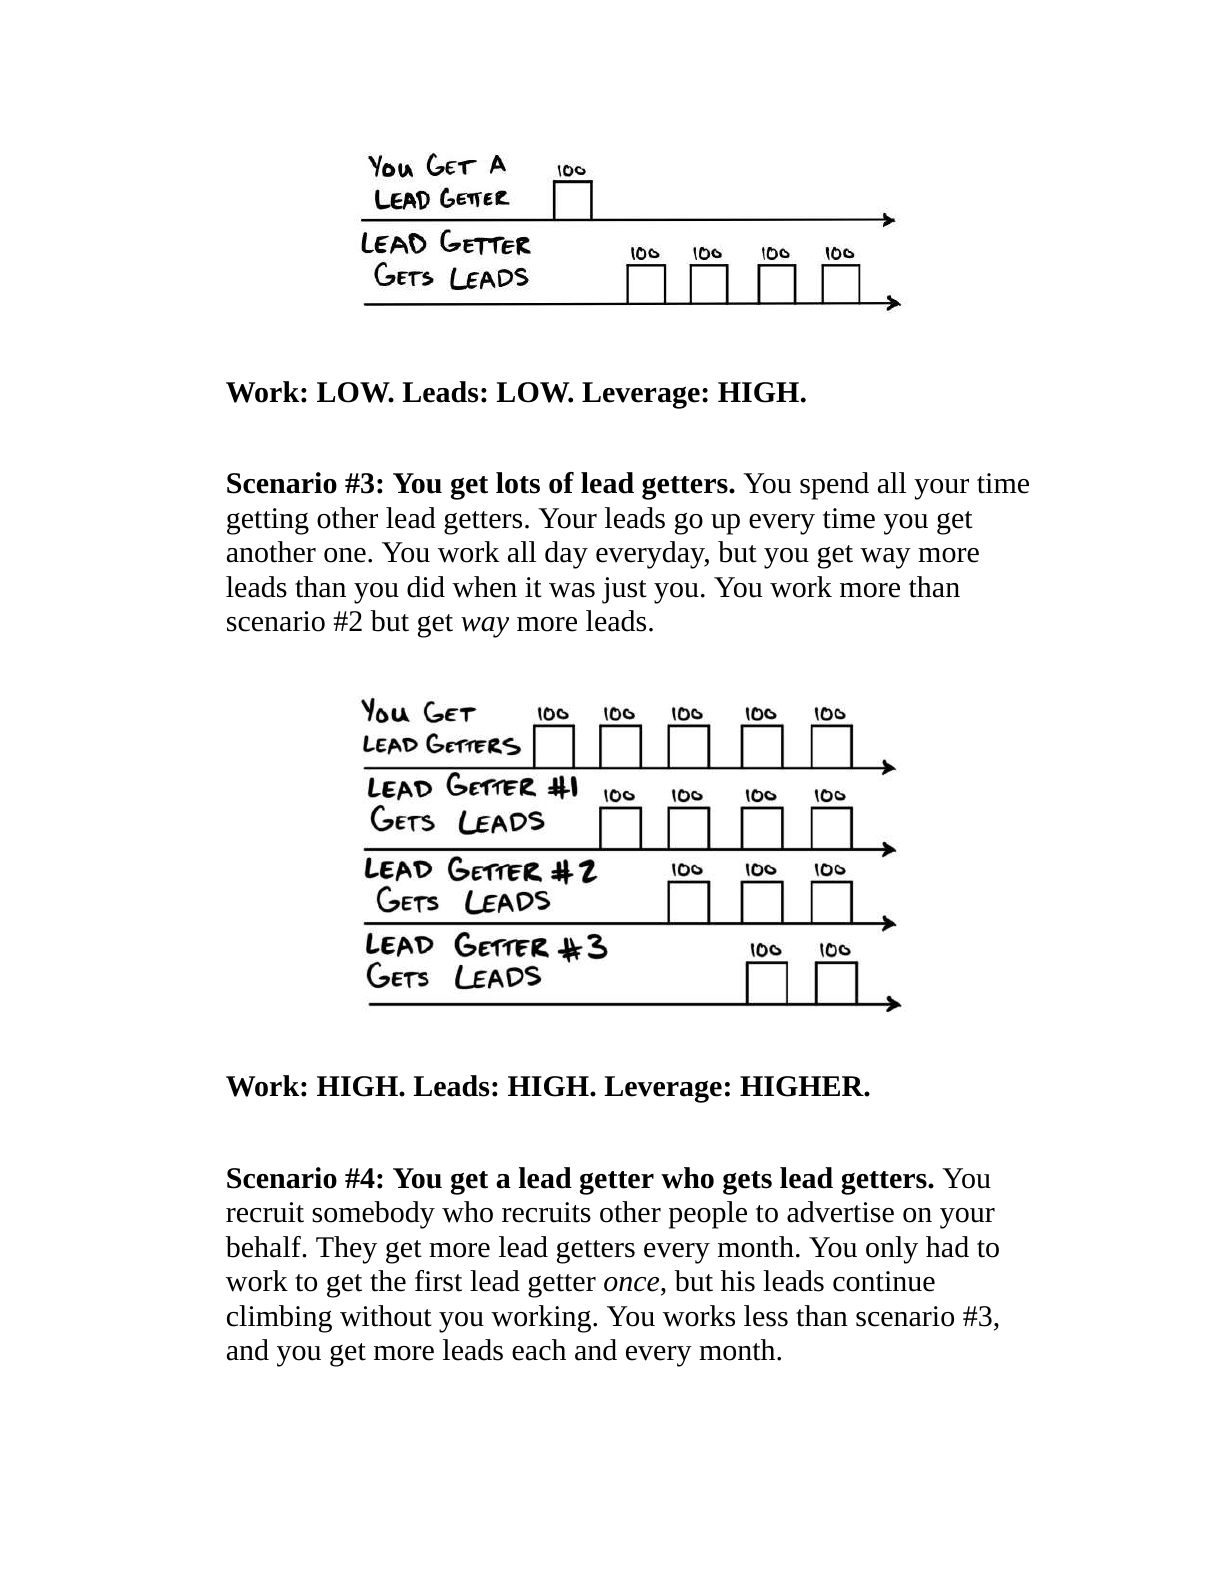 You GET A 100
LEAD GETTER
LEAD GETTER 100 100 100 100
GETS LEADS
Work: LOW. Leads: LOW. Leverage: HIGH.
Scenario #3: You get lots of lead getters. You spend all your time
getting other lead getters. Your leads go up every time you get
another one. You work all day everyday, but you get way more
leads than you did when it was just you. You work more than
scenario #2 but get way more leads.
You GET 100 100 100 100 100
LEAD GETTERS
LEAD GETTER #1 100 100 100 100
GETS LEADS
LEAD GETTER #2 100 100 100
GETS LEADS
LEAD GETTER #3 100 100
GETS LEADS
Work: HIGH. Leads: HIGH. Leverage: HIGHER.
Scenario #4: You get a lead getter who gets lead getters. You
recruit somebody who recruits other people to advertise on your
behalf. They get more lead getters every month. You only had to
work to get the first lead getter once, but his leads continue
climbing without you working. You works less than scenario #3,
and you get more leads each and every month.